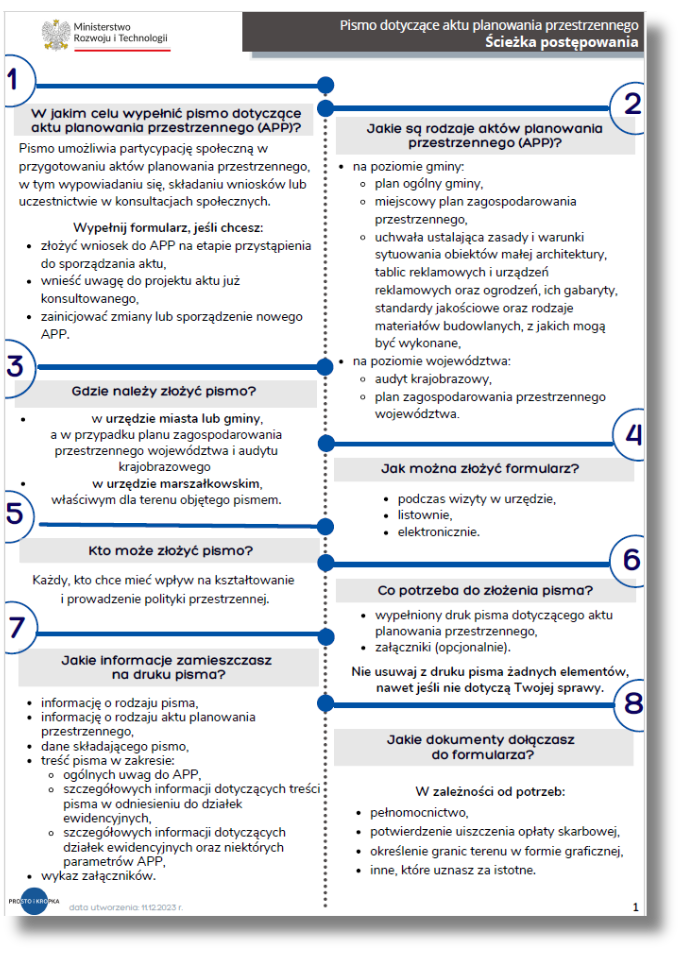 Ministerstwo
Rozwoju i Technologii
Pismo dotyczące aktu planowania przestrzennego
Ścieżka postępowania
1
W jakim celu wypełnić pismo dotyczące
aktu planowania przestrzennego (APP)?
Pismo umożliwia partycypację społeczną w
przygotowaniu aktów planowania przestrzennego,
w tym wypowiadaniu się, składaniu wniosków lub
uczestnictwie w konsultacjach społecznych.
Wypełnij formularz, jeśli chcesz:
• złożyć wniosek do APP na etapie przystąpienia
do sporządzania aktu,
• wnieść uwagę do projektu aktu już
konsultowanego,
• zainicjować zmiany lub sporządzenie nowego
APP.
2
Jakie są rodzaje aktów planowania
przestrzennego (APP)?
• na poziomie gminy:
◦ plan ogólny gminy,
◦ miejscowy plan zagospodarowania
przestrzennego,
◦ uchwała ustalająca zasady i warunki
sytuowania obiektów małej architektury,
tablic reklamowych i urządzeń
reklamowych oraz ogrodzeń, ich gabaryty,
standardy jakościowe oraz rodzaje
materiałów budowlanych, z jakich mogą
być wykonane,
• na poziomie województwa:
◦ audyt krajobrazowy,
◦ plan zagospodarowania przestrzennego
województwa.
3
Gdzie należy złożyć pismo?
• w urzędzie miasta lub gminy,
a w przypadku planu zagospodarowania
przestrzennego województwa i audytu
krajobrazowego
• w urzędzie marszałkowskim,
właściwym dla terenu objętego pismem.
4
Jak można złożyć formularz?
• podczas wizyty w urzędzie,
• listownie,
• elektronicznie.
5
Kto może złożyć pismo?
Każdy, kto chce mieć wpływ na kształtowanie
i prowadzenie polityki przestrzennej.
6
Co potrzeba do złożenia pisma?
• wypełniony druk pisma dotyczącego aktu
planowania przestrzennego,
• załączniki (opcjonalnie).
Nie usuwaj z druku pisma żadnych elementów,
nawet jeśli nie dotyczą Twojej sprawy.
7
Jakie informacje zamieszczasz
na druku pisma?
• informację o rodzaju pisma,
• informację o rodzaju aktu planowania
przestrzennego,
• dane składającego pismo,
• treść pisma w zakresie:
◦ ogólnych uwag do APP,
◦ szczegółowych informacji dotyczących treści
pisma w odniesieniu do działek
ewidencyjnych,
◦ szczegółowych informacji dotyczących
działek ewidencyjnych oraz niektórych
parametrów APP,
• wykaz załączników.
8
Jakie dokumenty dołączasz
do formularza?
W zależności od potrzeb:
• pełnomocnictwo,
• potwierdzenie uiszczenia opłaty skarbowej,
• określenie granic terenu w formie graficznej,
• inne, które uznasz za istotne.
PROSTO I KROPKA
data utworzenia: 11.12.2023 r.
1